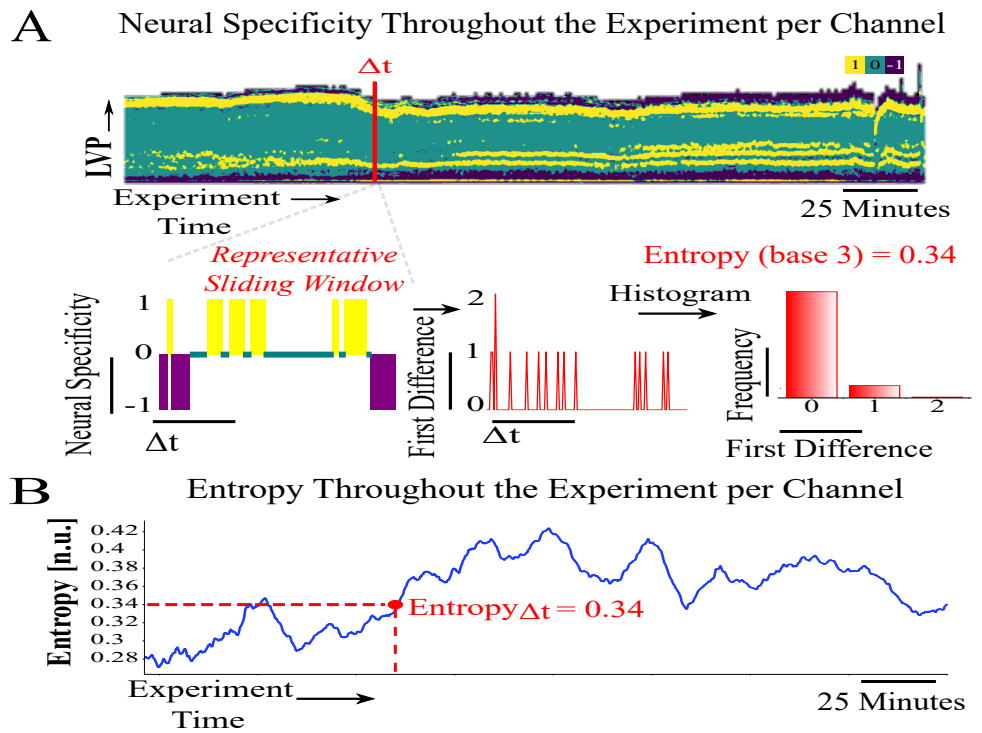 A
Neural Specificity Throughout the Experiment per Channel
Δt
1 0 -1
LVP
Experiment
Time
25 Minutes
Representative
Sliding Window
Entropy (base 3) = 0.34
Neural Specificity
1
0
-1
Δt
First Difference
2
1
0
Δt
Histogram
Frequency
0 1 2
First Difference
B
Entropy Throughout the Experiment per Channel
Entropy [n.u.]
0.42
0.4
0.38
0.36
0.34
0.32
0.3
0.28
Entropy Δt = 0.34
Experiment
Time
25 Minutes